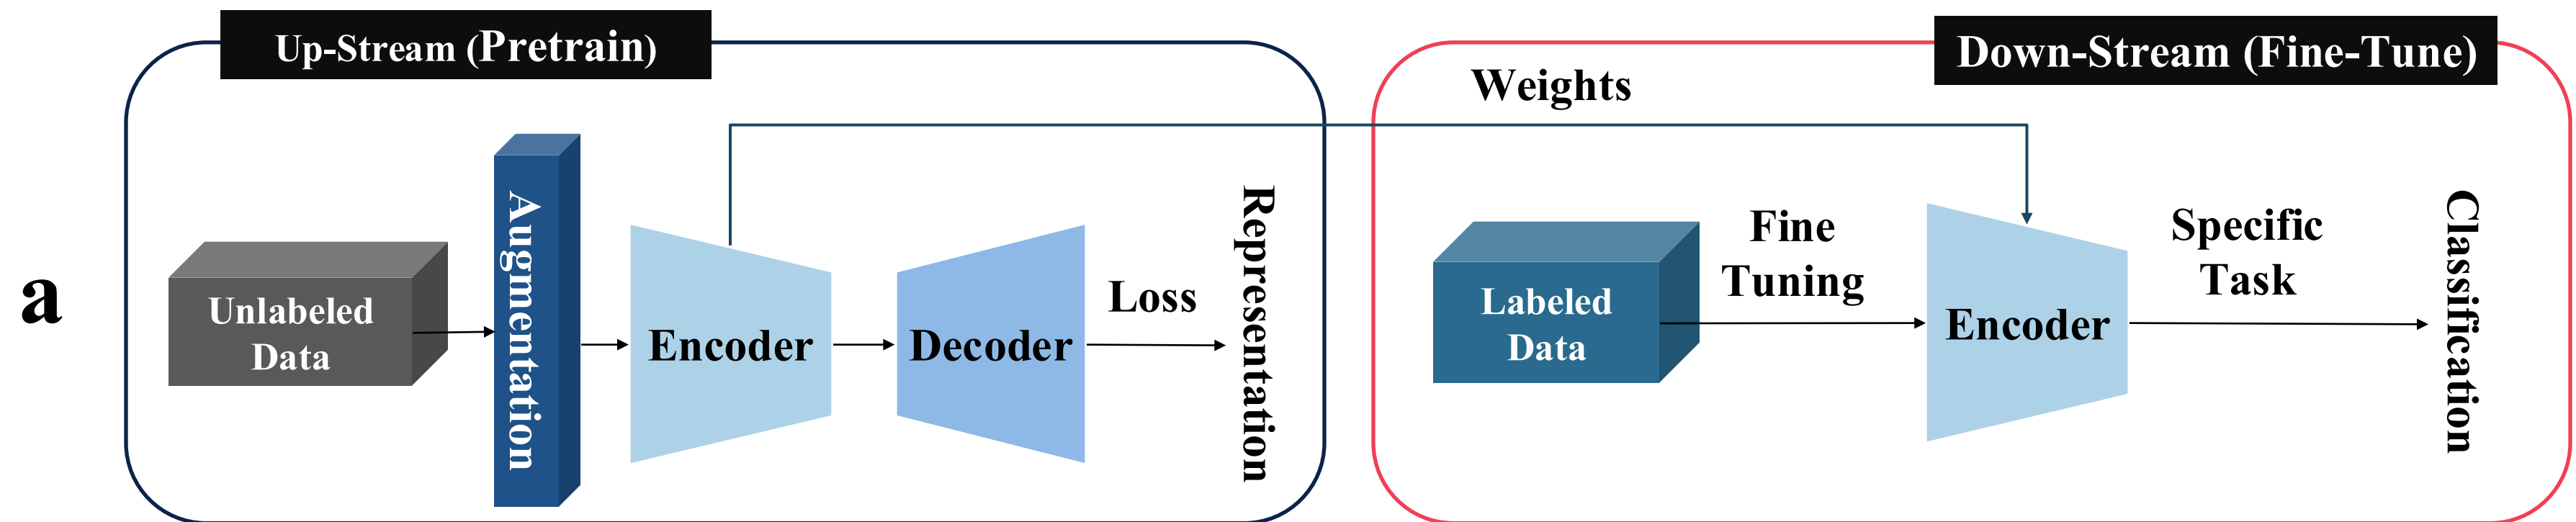 Up-Stream (Pretrain)
Down-Stream (Fine-Tune)
Weights
a
Unlabeled
Data
Augmentation
Encoder
Decoder
Loss
Representation
Labeled
Data
Fine
Tuning
Encoder
Specific
Task
Classification